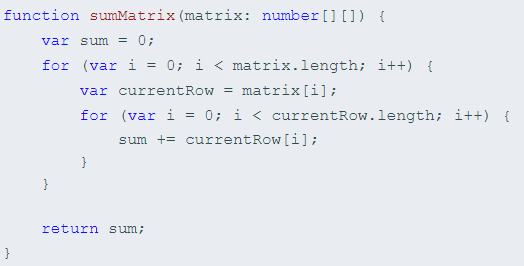 function sumMatrix(matrix: number[][]) {
    var sum = 0;
    for (var i = 0; i < matrix.length; i++) {
        var currentRow = matrix[i];
        for (var i = 0; i < currentRow.length; i++) {
            sum += currentRow[i];
        }
    }

    return sum;
}